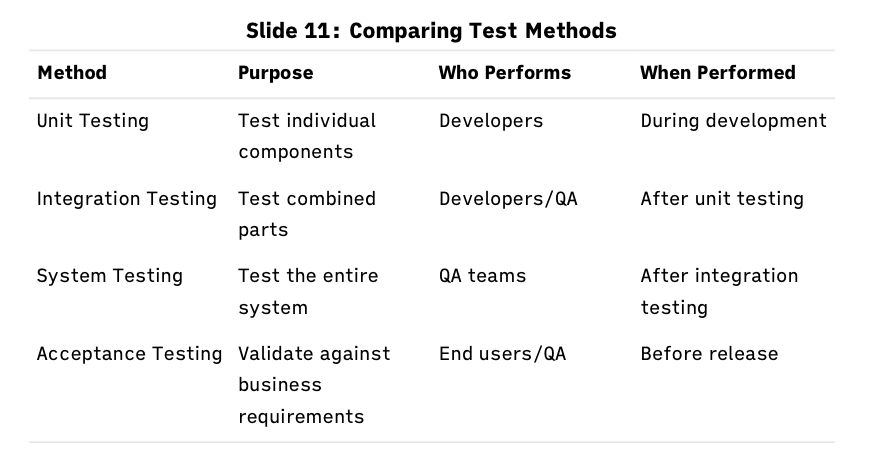 Slide 11: Comparing Test Methods
Method Purpose Who Performs When Performed
Unit Testing Test individual Developers During development
components
Integration Testing Test combined Developers/QA After unit testing
parts
System Testing Test the entire QA teams After integration
system testing
Acceptance Testing Validate against End users/QA Before release
business
requirements